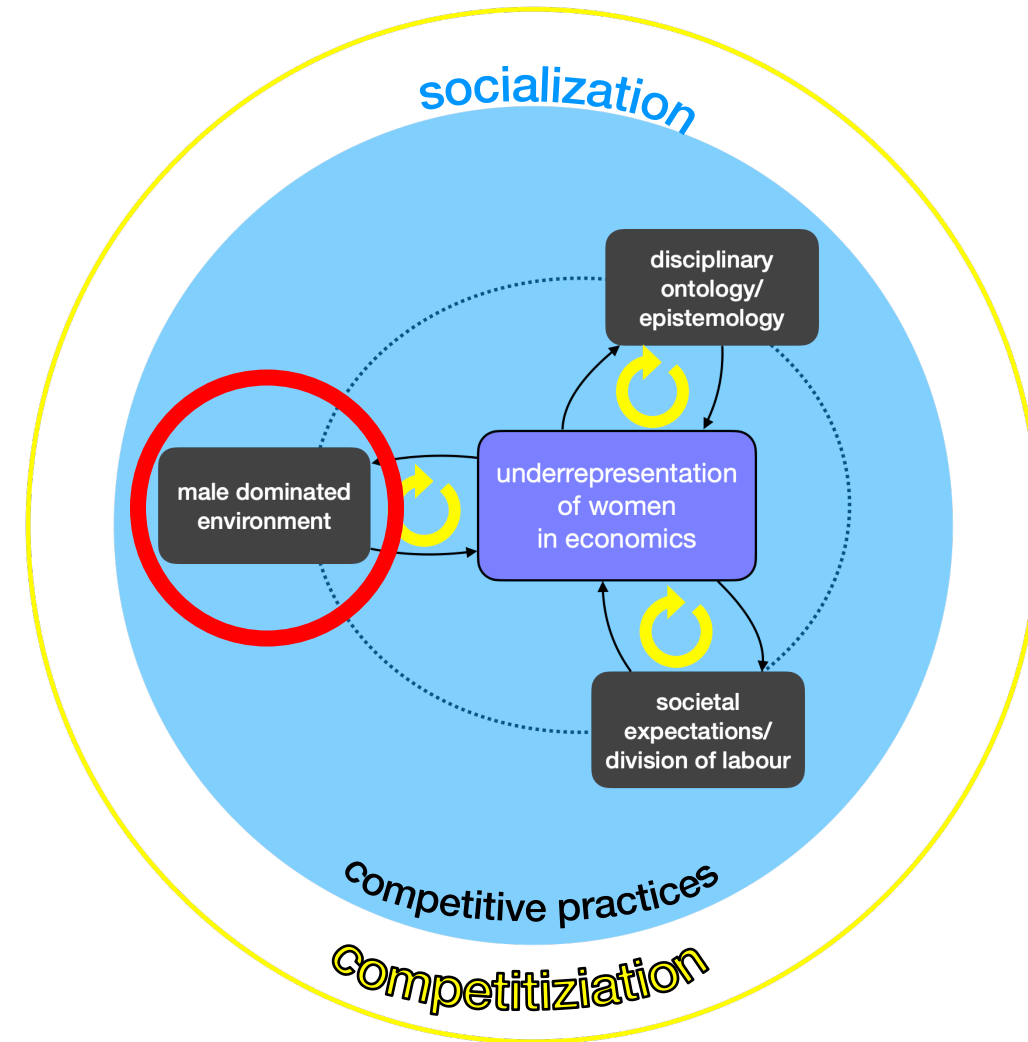 socialization
disciplinary
ontology/
epistemology
male dominated
environment
underrepresentation
of women
in economics
societal
expectations/
division of labour
competitive practices
competitiziation